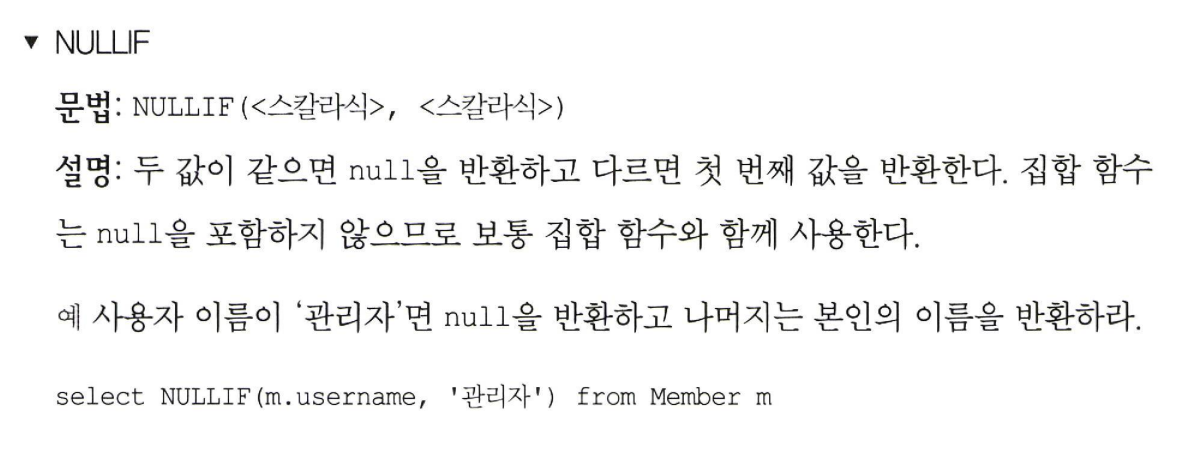 ▼ NULLIF
문법: NULLIF(<스칼라식>, <스칼라식>)
설명: 두 값이 같으면 null을 반환하고 다르면 첫 번째 값을 반환한다. 집합 함수
는 null을 포함하지 않으므로 보통 집합 함수와 함께 사용한다.
예 사용자 이름이 ‘관리자’면 null을 반환하고 나머지는 본인의 이름을 반환하라.
select NULLIF(m.username, '관리자') from Member m